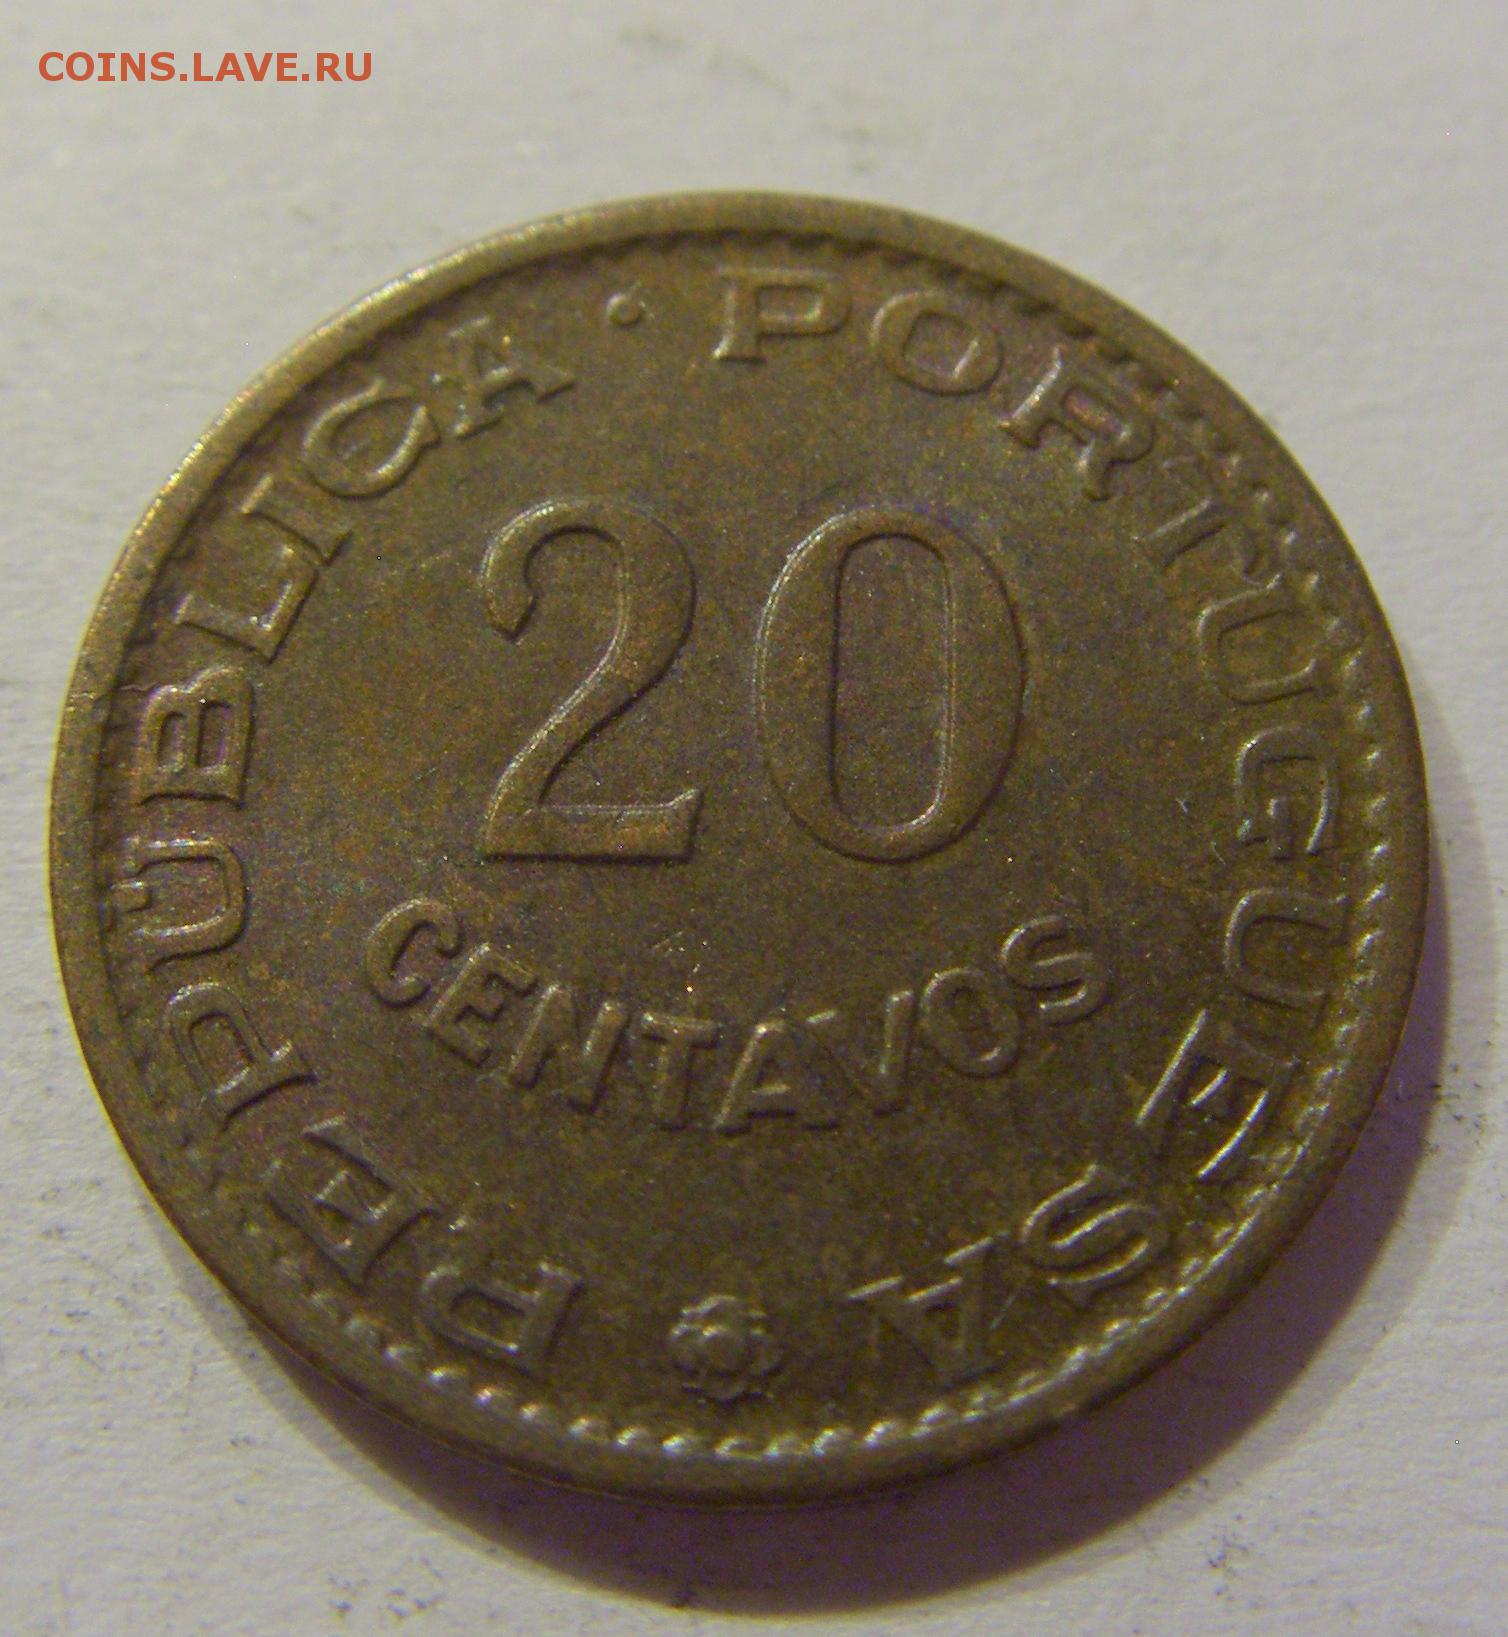 COINS.LAVE.RU
REPÚBLICA · PORTUGUESA
20
CENTAVOS